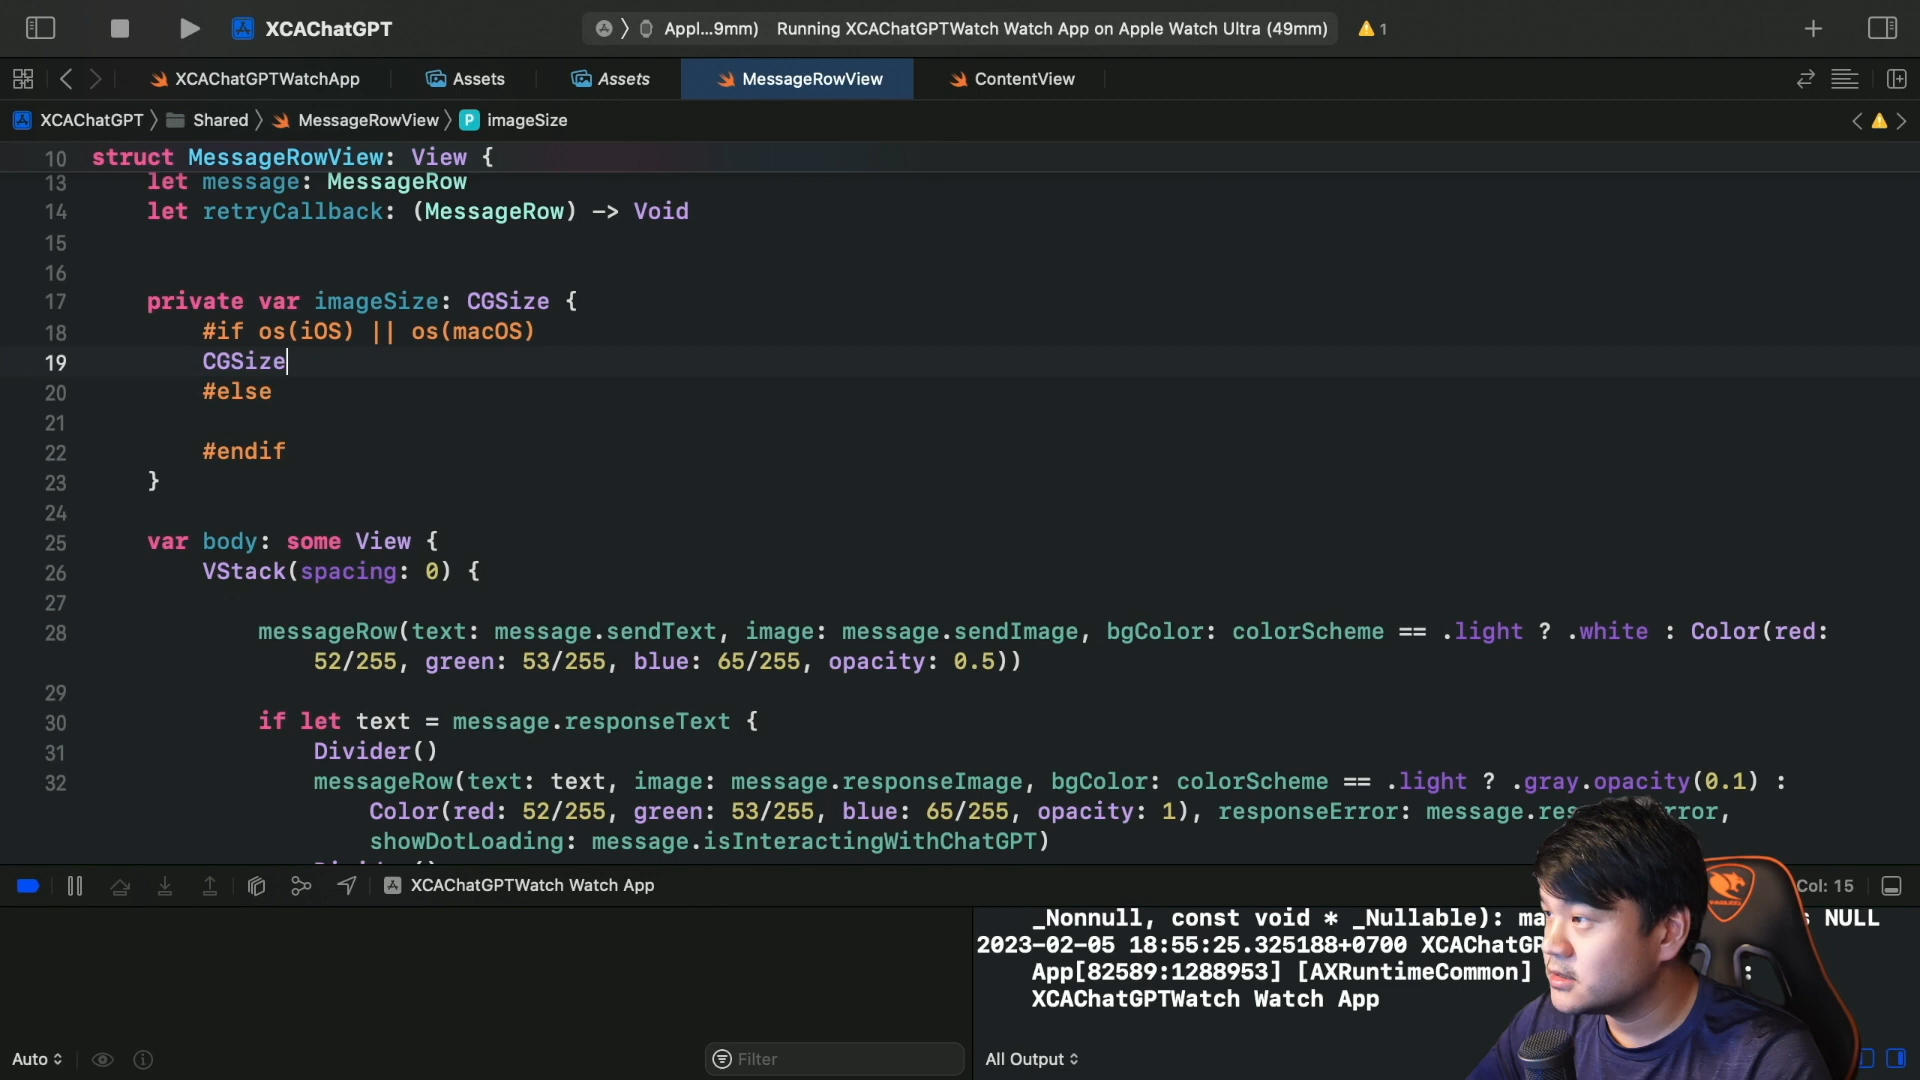 XCAChatGPT
Appl...9mm)
Running XCAChatGPTWatch Watch App on Apple Watch Ultra (49mm)
1
XCAChatGPTWatchApp
Assets
Assets
MessageRowView
ContentView
XCAChatGPT
Shared
MessageRowView
P
imageSize
10 struct MessageRowView: View {
13 let message: MessageRow
14 let retryCallback: (MessageRow) -> Void
15
16
17 private var imageSize: CGSize {
18 #if os(iOS) || os(macOS)
19 CGSize
20 #else
21
22 #endif
23 }
24
25 var body: some View {
26 VStack(spacing: 0) {
27
28 messageRow(text: message.sendText, image: message.sendImage, bgColor: colorScheme == .light ? .white : Color(red:
52/255, green: 53/255, blue: 65/255, opacity: 0.5))
29
30 if let text = message.responseText {
31 Divider()
32 messageRow(text: text, image: message.responseImage, bgColor: colorScheme == .light ? .gray.opacity(0.1) :
Color(red: 52/255, green: 53/255, blue: 65/255, opacity: 1), responseError: message.res rror,
showDotLoading: message.isInteractingWithChatGPT)
XCAChatGPTWatch Watch App
Col: 15
_Nonnull, const void * _Nullable): ma s NULL
2023-02-05 18:55:25.325188+0700 XCAChatGP
App[82589:1288953] [AXRuntimeCommon] :
XCAChatGPTWatch Watch App
Auto
Filter
All Output